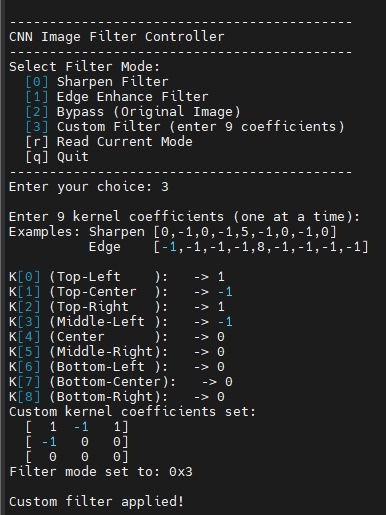 -------------------------------------------
CNN Image Filter Controller
-------------------------------------------
Select Filter Mode:
  [0] Sharpen Filter
  [1] Edge Enhance Filter
  [2] Bypass (Original Image)
  [3] Custom Filter (enter 9 coefficients)
  [r] Read Current Mode
  [q] Quit
-------------------------------------------
Enter your choice: 3

Enter 9 kernel coefficients (one at a time):
Examples: Sharpen [0,-1,0,-1,5,-1,0,-1,0]
          Edge    [-1,-1,-1,-1,8,-1,-1,-1,-1]

K[0] (Top-Left    ):   -> 1
K[1] (Top-Center  ):   -> -1
K[2] (Top-Right   ):   -> 1
K[3] (Middle-Left ):   -> -1
K[4] (Center      ):   -> 0
K[5] (Middle-Right):   -> 0
K[6] (Bottom-Left ):   -> 0
K[7] (Bottom-Center):   -> 0
K[8] (Bottom-Right):   -> 0
Custom kernel coefficients set:
  [  1  -1  1]
  [ -1   0  0]
  [  0   0  0]
Filter mode set to: 0x3

Custom filter applied!